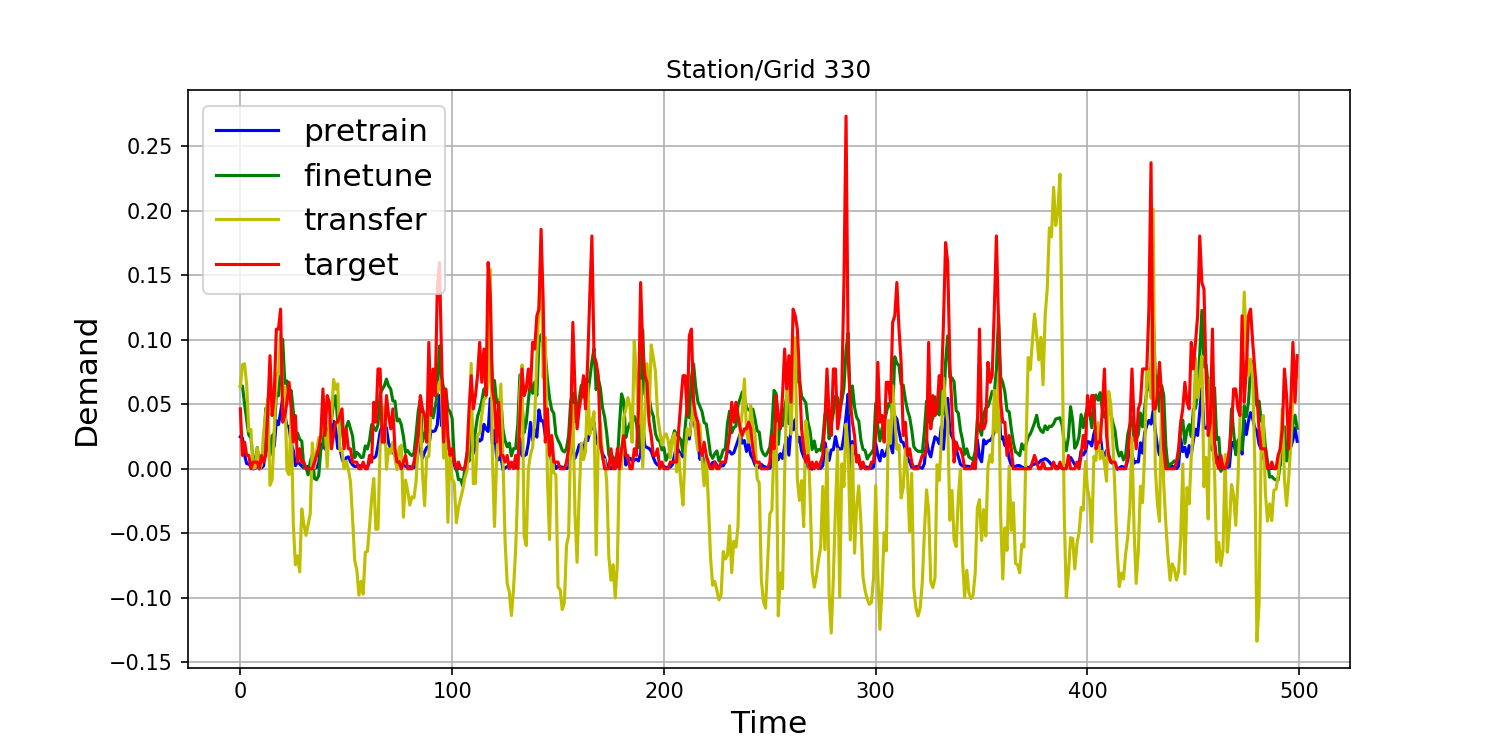 Station/Grid 330
pretrain
finetune
transfer
target
Demand
0.25
0.20
0.15
0.10
0.05
0.00
−0.05
−0.10
−0.15
0 100 200 300 400 500
Time